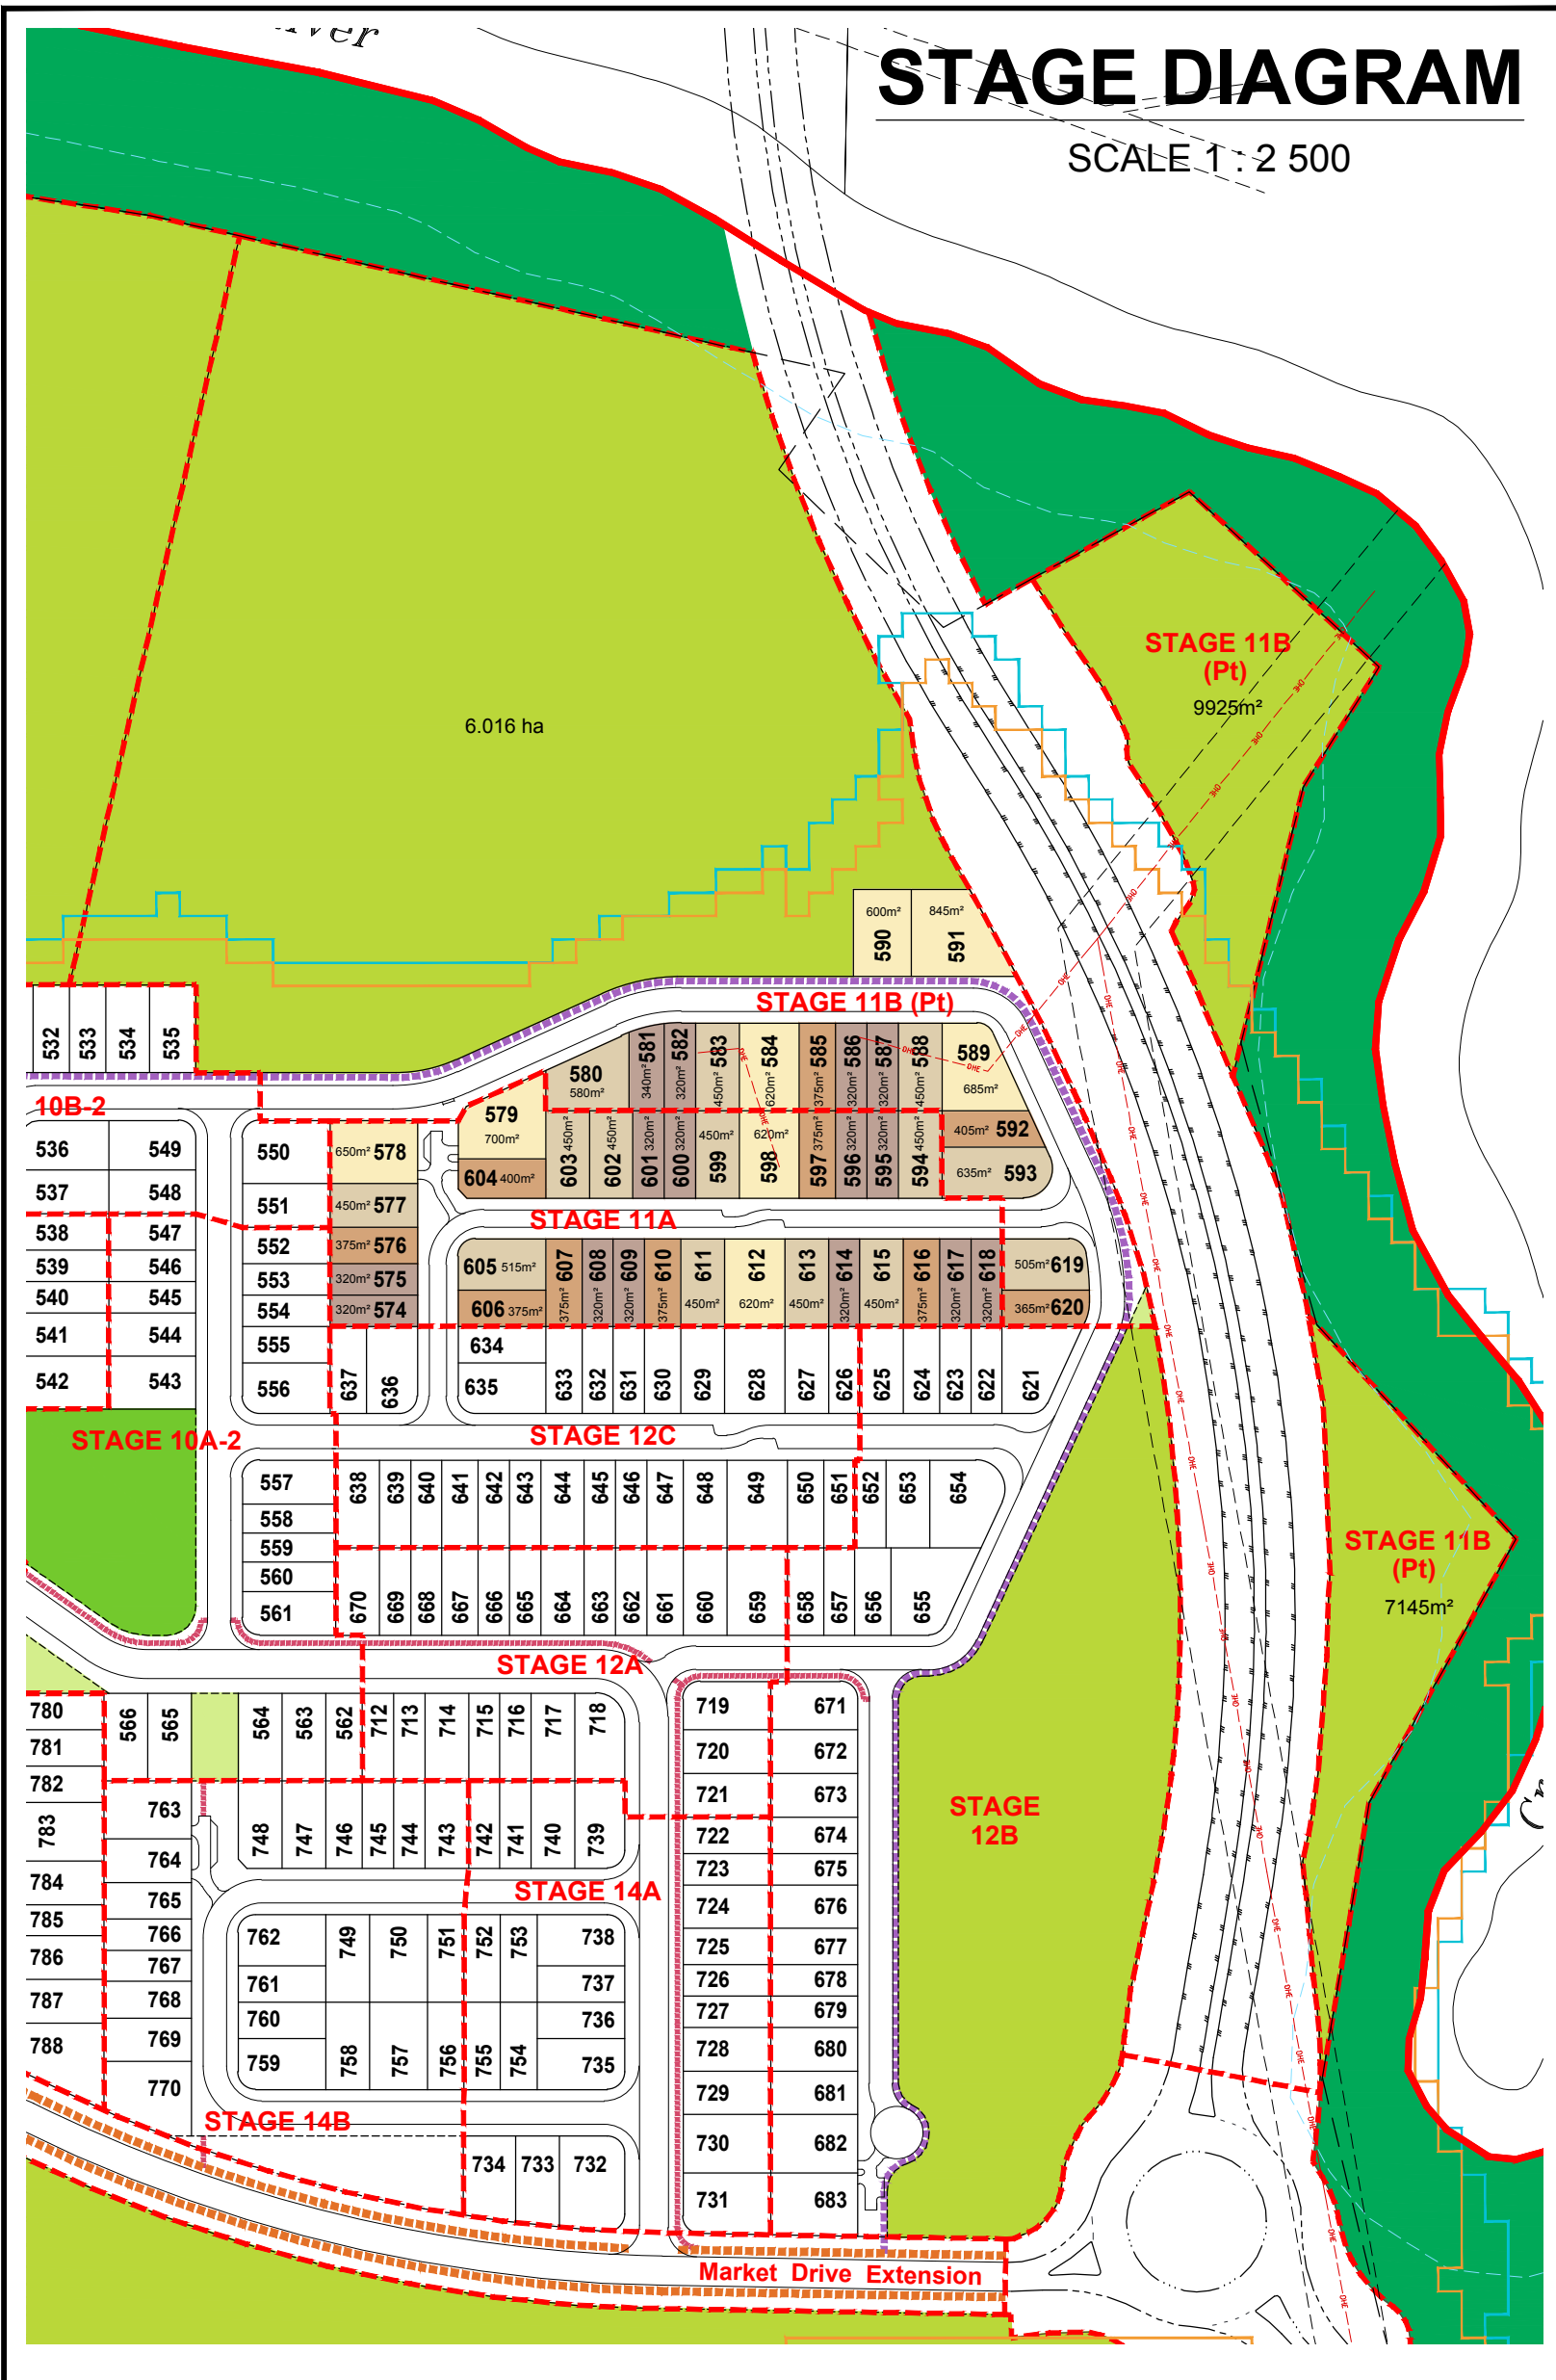 STAGE DIAGRAM
SCALE 1 : 2 500
STAGE 11B
(Pt)
9925m²
6.016 ha
600m² 590
845m² 591
STAGE 11B (Pt)
532
533
534
535
10B-2
580 580m²
340m² 581
320m² 582
450m² 583
620m² 584
375m² 585
320m² 586
320m² 587
450m² 588
589 685m²
579 700m²
604 400m²
450m² 603
450m² 602
320m² 601
320m² 600
450m² 599
620m² 598
375m² 597
320m² 596
320m² 595
450m² 594
405m² 592
635m² 593
536
537
538
539
540
541
542
549
548
547
546
545
544
543
550
551
552
553
554
555
556
650m² 578
450m² 577
375m² 576
320m² 575
320m² 574
STAGE 11A
605 515m²
606 375m²
375m² 607
320m² 608
320m² 609
375m² 610
611 450m²
612 620m²
613 450m²
320m² 614
615 450m²
375m² 616
320m² 617
320m² 618
505m² 619
365m² 620
637
636
634
635
633
632
631
630
629
628
627
626
625
624
623
622
621
STAGE 10A-2
STAGE 12C
557
558
559
560
561
638
639
640
641
642
643
644
645
646
647
648
649
650
651
652
653
654
670
669
668
667
666
665
664
663
662
661
660
659
658
657
656
655
STAGE 11B
(Pt)
7145m²
STAGE 12A
780
781
782
783
784
785
786
787
788
566
565
564
563
562
712
713
714
715
716
717
718
719
720
721
722
723
724
725
726
727
728
729
730
731
671
672
673
674
675
676
677
678
679
680
681
682
683
STAGE
12B
763
764
765
766
767
768
769
770
748
747
746
745
744
743
742
741
740
739
STAGE 14A
762
761
760
759
749
750
751
752
753
738
737
736
735
758
757
756
755
754
STAGE 14B
734
733
732
Market Drive Extension